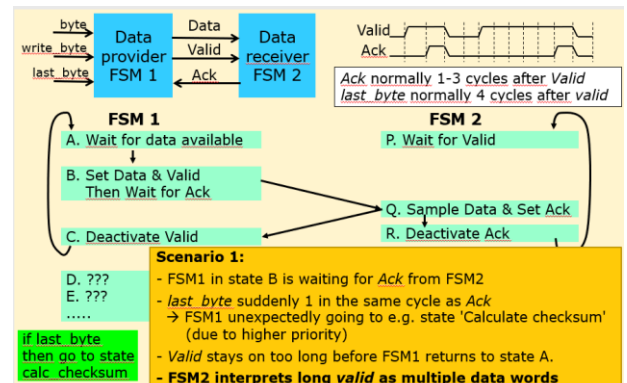 byte
write_byte
last_byte
Data
provider
FSM 1
Data
Valid
Ack
Data
receiver
FSM 2
Valid
Ack
Ack normally 1-3 cycles after Valid
last_byte normally 4 cycles after valid
FSM 1
FSM 2
A. Wait for data available
P. Wait for Valid
B. Set Data & Valid
Then Wait for Ack
Q. Sample Data & Set Ack
C. Deactivate Valid
R. Deactivate Ack
D. ???
E. ???
.....
if last_byte
then go to state
calc_checksum
Scenario 1:
- FSM1 in state B is waiting for Ack from FSM2
- last_byte suddenly 1 in the same cycle as Ack
→ FSM1 unexpectedly going to e.g. state 'Calculate checksum'
(due to higher priority)
- Valid stays on too long before FSM1 returns to state A.
- FSM2 interprets long valid as multiple data words